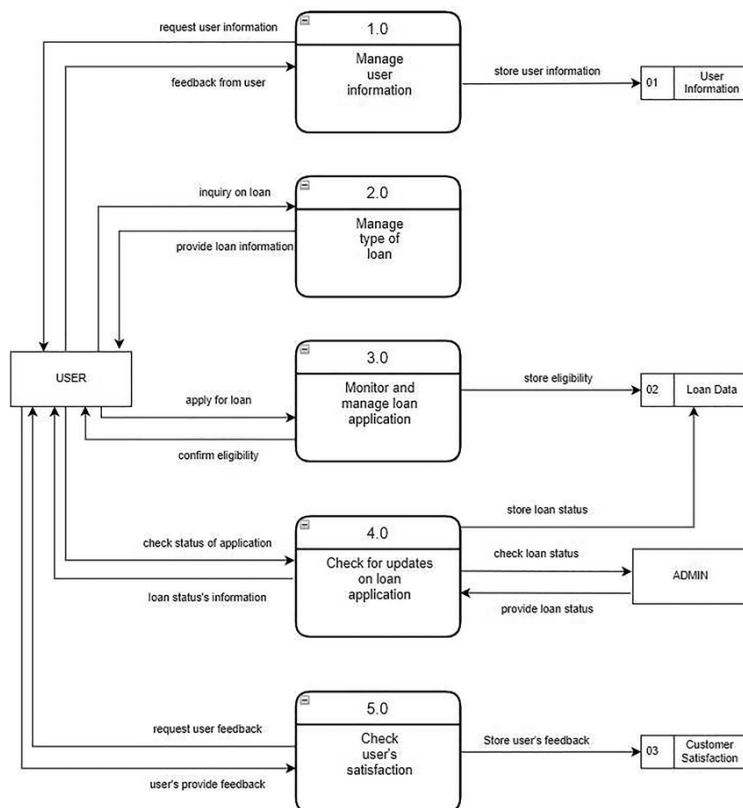 request user information
feedback from user
1.0
Manage
user
information
store user information
01
User
Information
inquiry on loan
provide loan information
2.0
Manage
type of
loan
USER
apply for loan
confirm eligibility
3.0
Monitor and
manage loan
application
store eligibility
02
Loan Data
check status of application
loan status's information
4.0
Check for updates
on loan
application
store loan status
check loan status
provide loan status
ADMIN
request user feedback
user's provide feedback
5.0
Check
user's
satisfaction
Store user's feedback
03
Customer
Satisfaction